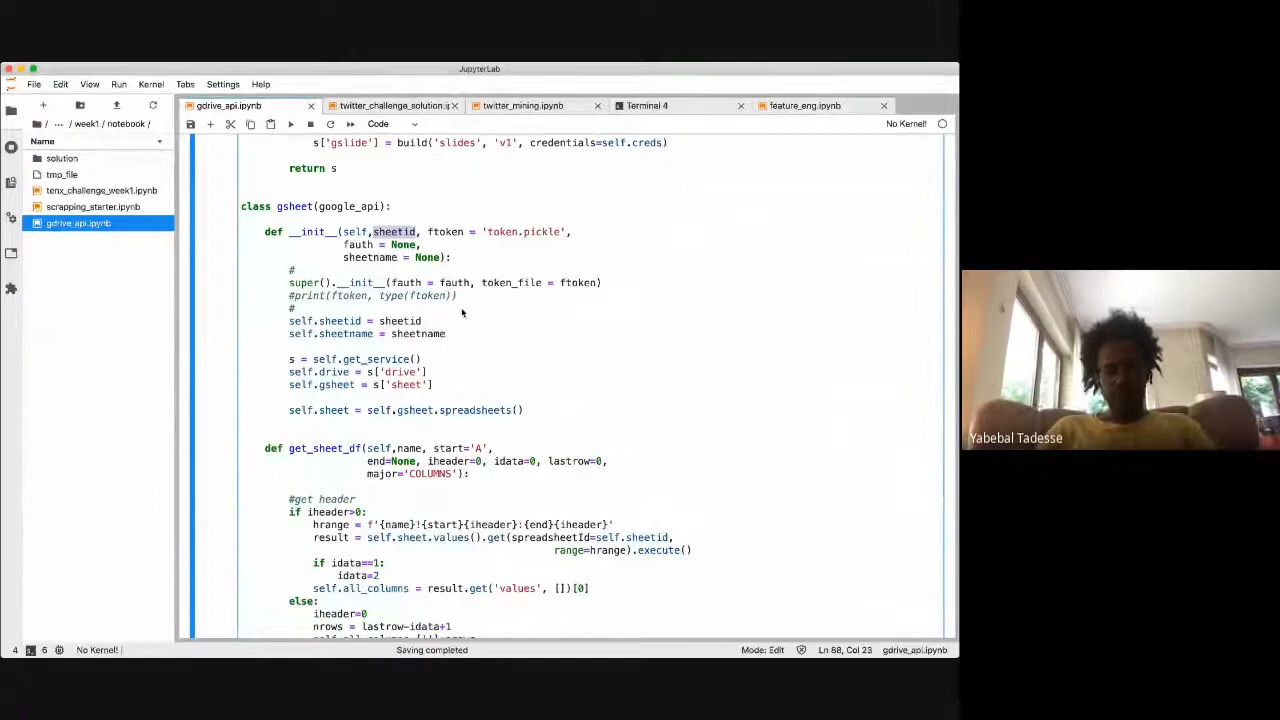 JupyterLab
File Edit View Run Kernel Tabs Settings Help
gdrive_api.ipynb twitter_challenge_solution.ip twitter_mining.ipynb Terminal 4 feature_eng.ipynb
/ ... / week1 / notebook /
Code
No Kernel!
Name
solution
tmp_file
tenx_challenge_week1.ipynb
scrapping_starter.ipynb
gdrive_api.ipynb
s['gslide'] = build('slides', 'v1', credentials=self.creds)
return s
class gsheet(google_api):
def __init__(self,sheetid, ftoken = 'token.pickle',
fauth = None,
sheetname = None):
#
super().__init__(fauth = fauth, token_file = ftoken)
#print(ftoken, type(ftoken))
#
self.sheetid = sheetid
self.sheetname = sheetname
s = self.get_service()
self.drive = s['drive']
self.gsheet = s['sheet']
self.sheet = self.gsheet.spreadsheets()
def get_sheet_df(self,name, start='A',
end=None, iheader=0, idata=0, lastrow=0,
major='COLUMNS'):
#get header
if iheader>0:
hrange = f'{name}!{start}{iheader}:{end}{iheader}'
result = self.sheet.values().get(spreadsheetId=self.sheetid,
range=hrange).execute()
if idata==1:
idata=2
self.all_columns = result.get('values', [])[0]
else:
iheader=0
nrows = lastrow-idata+1
4 6 No Kernel! Saving completed Mode: Edit Ln 88, Col 23 gdrive_api.ipynb
Yabebal Tadesse